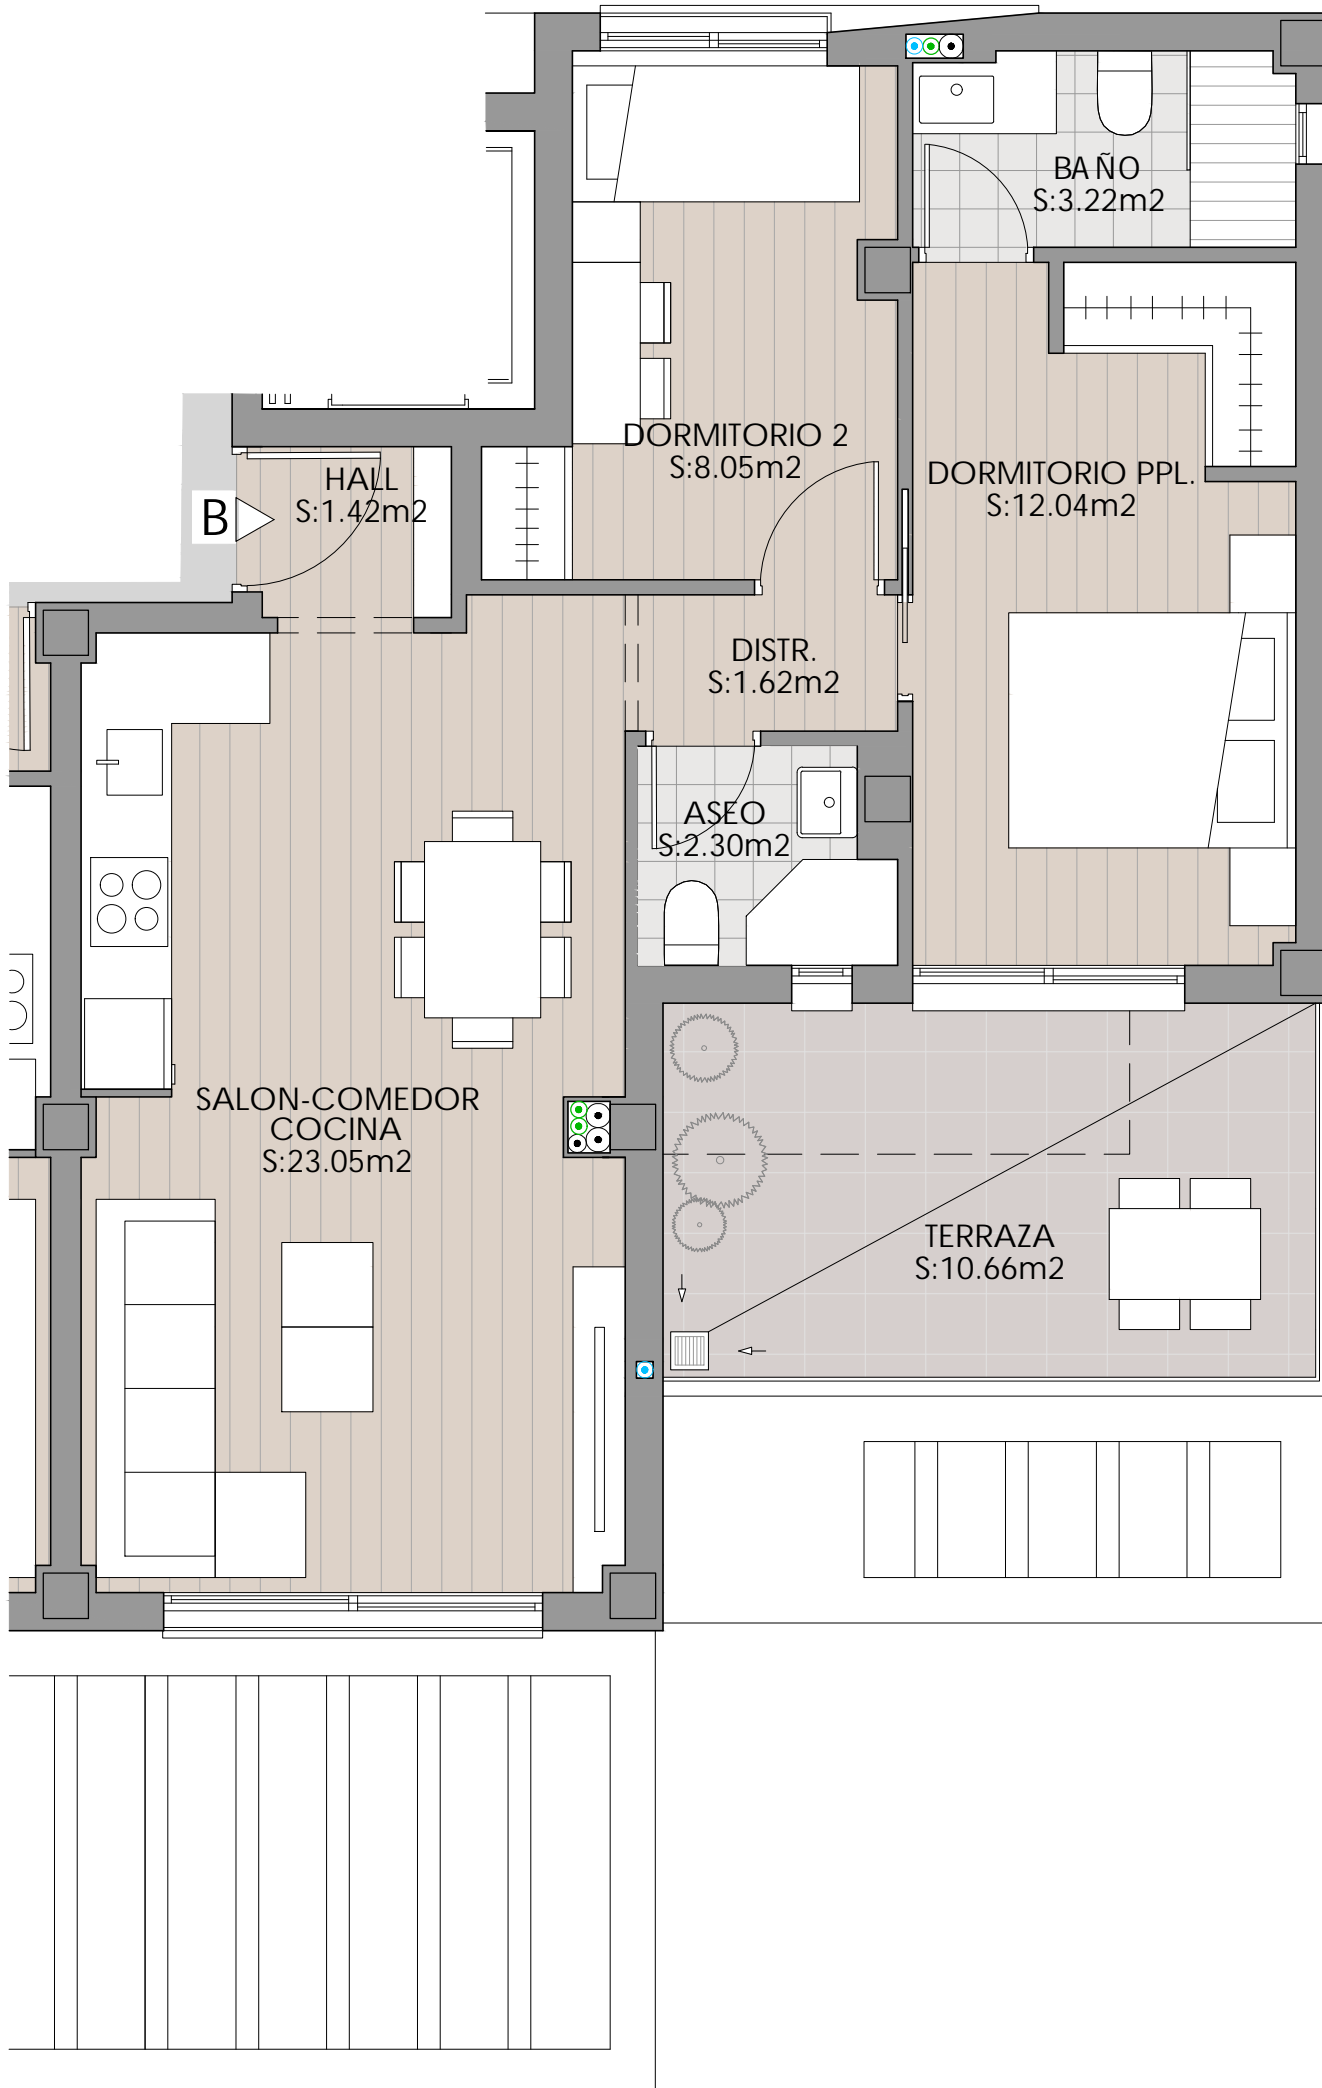 BAÑO
S:3.22m2
DORMITORIO 2
S:8.05m2
DORMITORIO PPL.
S:12.04m2
HALL
S:1.42m2
B
DISTR.
S:1.62m2
ASEO
S:2.30m2
SALON-COMEDOR
COCINA
S:23.05m2
TERRAZA
S:10.66m2